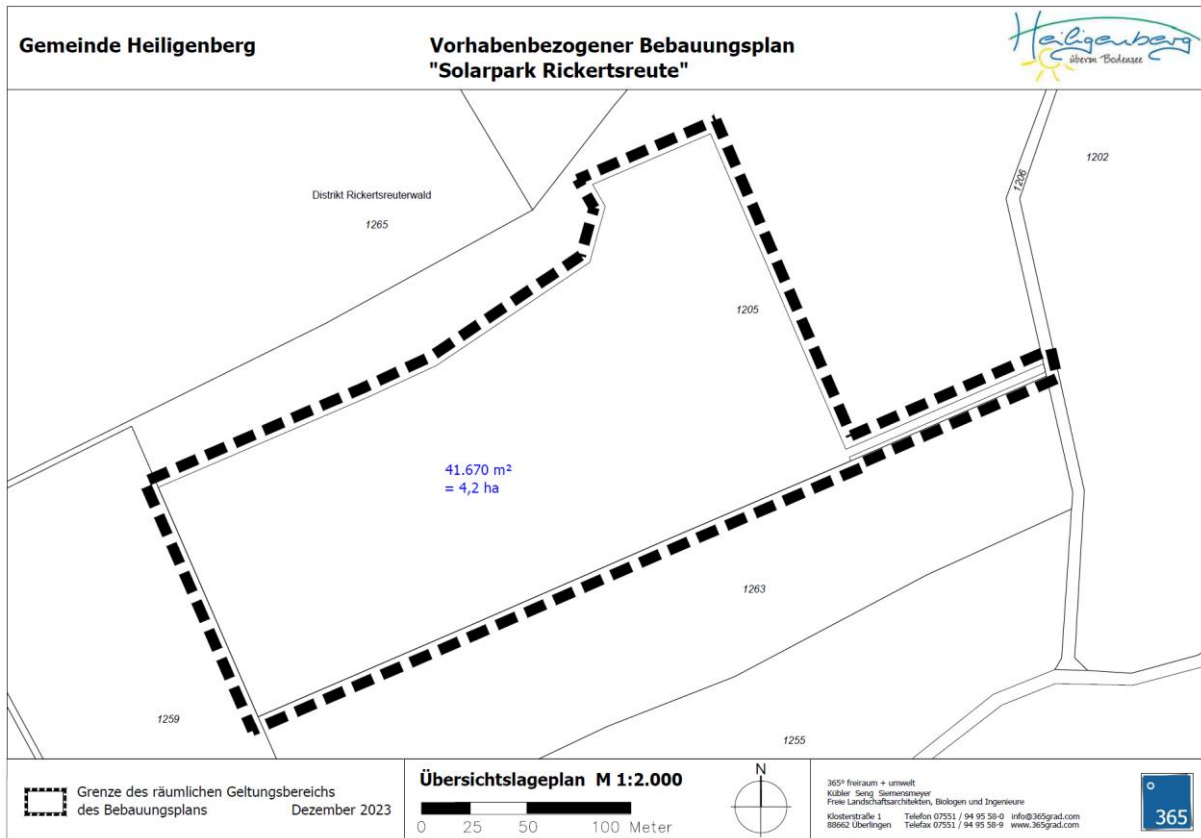 Gemeinde Heiligenberg
Vorhabenbezogener Bebauungsplan
"Solarpark Rickertsreute"
Heiligenberg
überm Bodensee
1202
1206
Distrikt Rickertsreuterwald
1265
1205
41.670 m²
= 4,2 ha
1263
1259
1255
Grenze des räumlichen Geltungsbereichs
des Bebauungsplans Dezember 2023
Übersichtslageplan M 1:2.000
0 25 50 100 Meter
N
365° freiraum + umwelt
Kübler Seng Siemensmeyer
Freie Landschaftsarchitekten, Biologen und Ingenieure
Klosterstraße 1 Telefon 07551 / 94 95 58-0 info@365grad.com
88662 Überlingen Telefax 07551 / 94 95 58-9 www.365grad.com
365